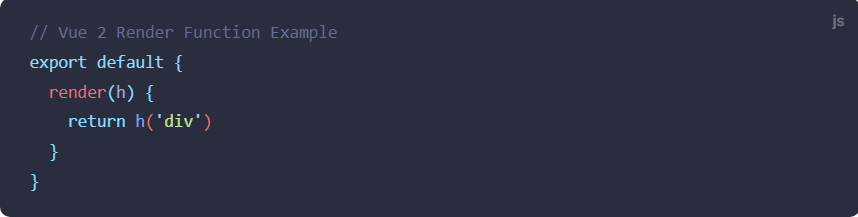 js
// Vue 2 Render Function Example
export default {
  render(h) {
    return h('div')
  }
}